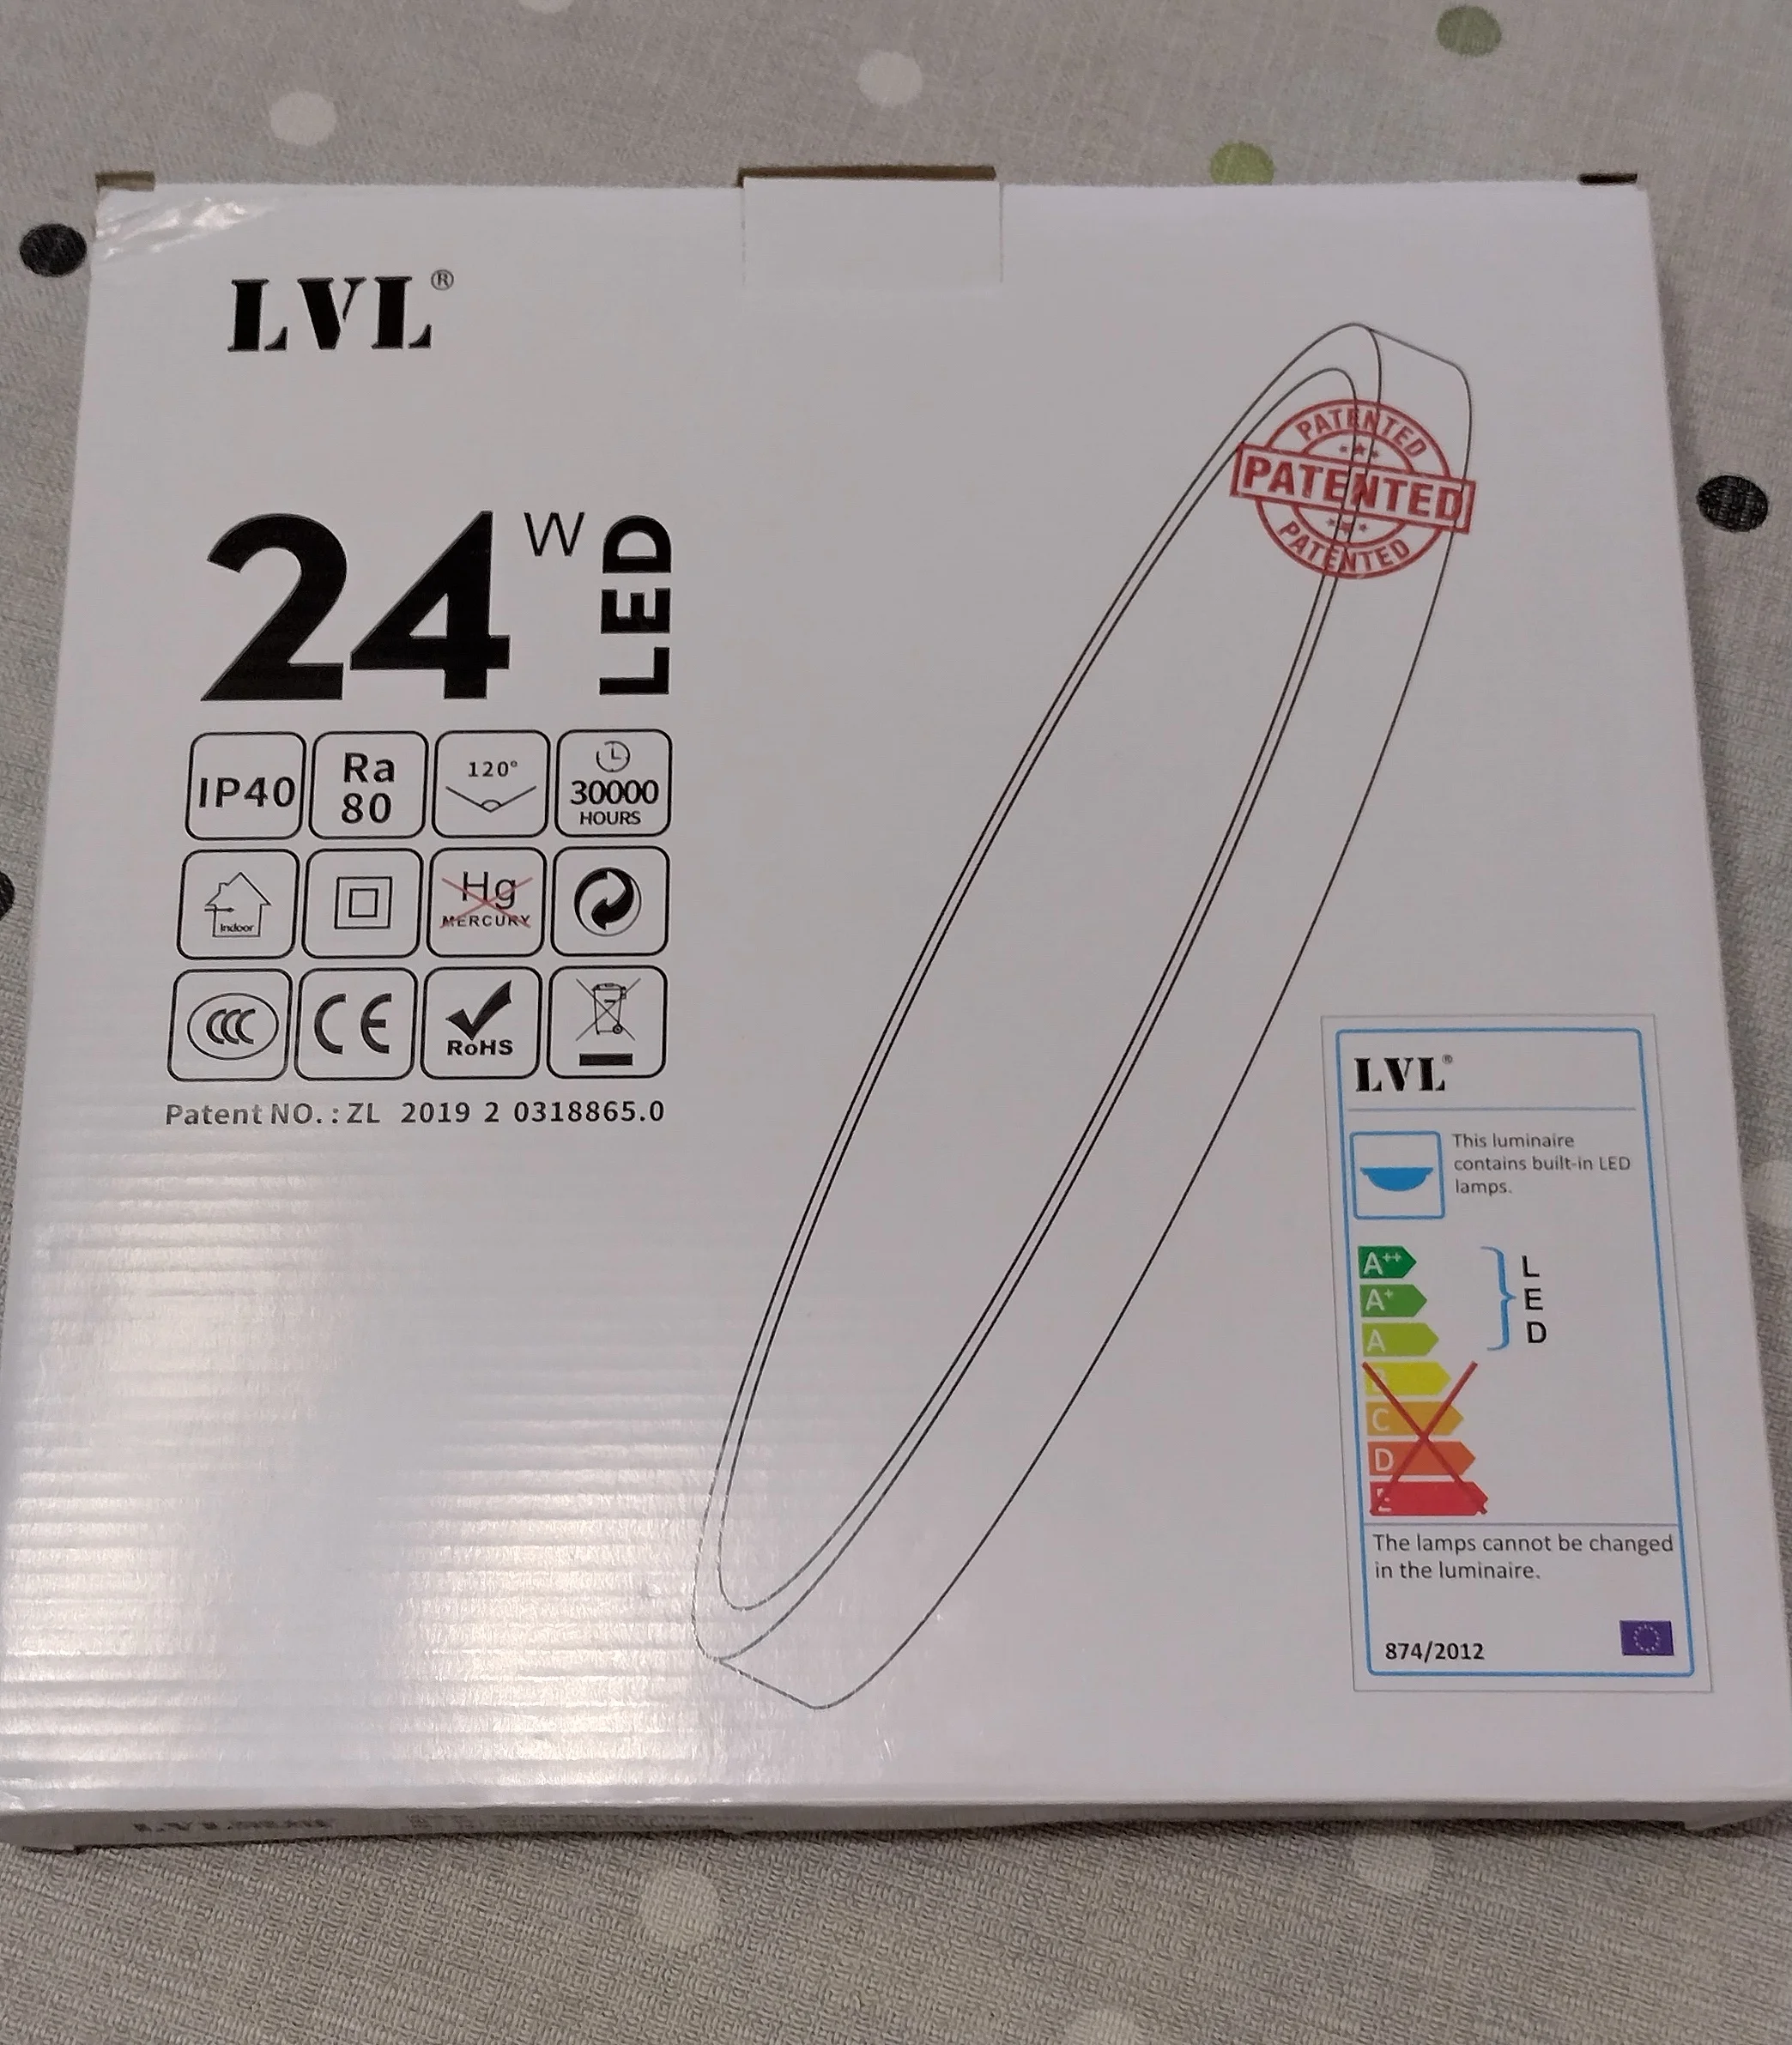 LVL®
24 W LED
IP40
Ra
80
120°
30000
HOURS
Indoor
Hg
MERCURY
CCC
CE
RoHS
Patent NO. : ZL 2019 2 0318865.0
PATENTED
PATENTED
PATENTED
LVL®
This luminaire
contains built-in LED
lamps.
A++
A+
A
L
E
D
C
D
E
The lamps cannot be changed
in the luminaire.
874/2012